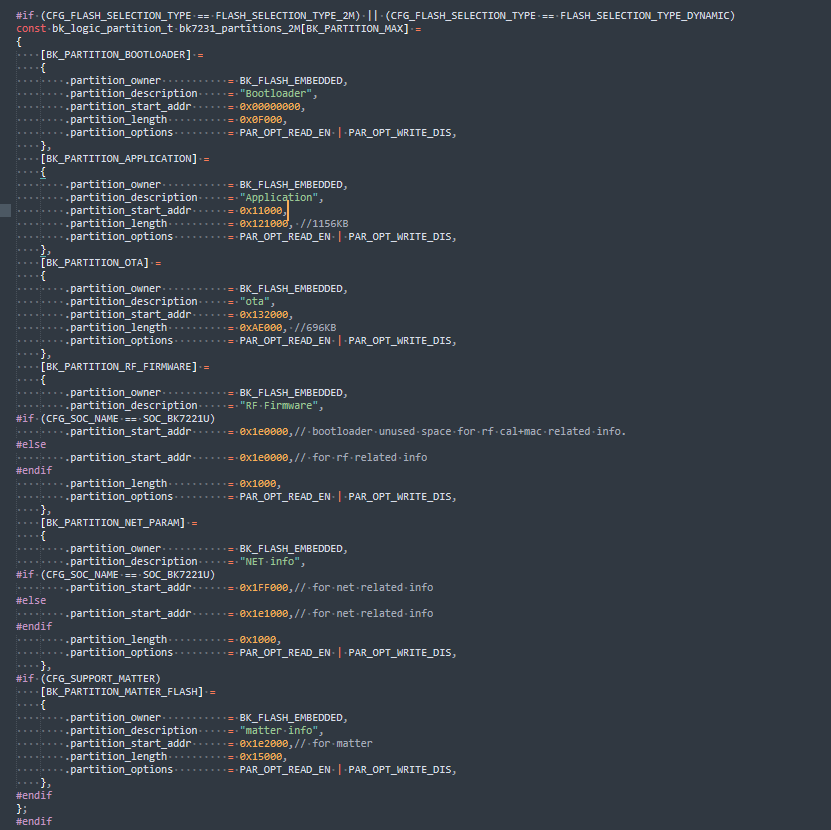 #if (CFG_FLASH_SELECTION_TYPE == FLASH_SELECTION_TYPE_2M) || (CFG_FLASH_SELECTION_TYPE == FLASH_SELECTION_TYPE_DYNAMIC)
const bk_logic_partition_t bk7231_partitions_2M[BK_PARTITION_MAX] =
{
    [BK_PARTITION_BOOTLOADER] =
    {
        .partition_owner           = BK_FLASH_EMBEDDED,
        .partition_description     = "Bootloader",
        .partition_start_addr      = 0x00000000,
        .partition_length          = 0x0F000,
        .partition_options         = PAR_OPT_READ_EN | PAR_OPT_WRITE_DIS,
    },
    [BK_PARTITION_APPLICATION] =
    {
        .partition_owner           = BK_FLASH_EMBEDDED,
        .partition_description     = "Application",
        .partition_start_addr      = 0x11000,
        .partition_length          = 0x121000, //1156KB
        .partition_options         = PAR_OPT_READ_EN | PAR_OPT_WRITE_DIS,
    },
    [BK_PARTITION_OTA] =
    {
        .partition_owner           = BK_FLASH_EMBEDDED,
        .partition_description     = "ota",
        .partition_start_addr      = 0x132000,
        .partition_length          = 0xAE000, //696KB
        .partition_options         = PAR_OPT_READ_EN | PAR_OPT_WRITE_DIS,
    },
    [BK_PARTITION_RF_FIRMWARE] =
    {
        .partition_owner           = BK_FLASH_EMBEDDED,
        .partition_description     = "RF Firmware",
#if (CFG_SOC_NAME == SOC_BK7221U)
        .partition_start_addr      = 0x1e0000,// bootloader unused space for rf cal+mac related info.
#else
        .partition_start_addr      = 0x1e0000,// for rf related info
#endif
        .partition_length          = 0x1000,
        .partition_options         = PAR_OPT_READ_EN | PAR_OPT_WRITE_DIS,
    },
    [BK_PARTITION_NET_PARAM] =
    {
        .partition_owner           = BK_FLASH_EMBEDDED,
        .partition_description     = "NET info",
#if (CFG_SOC_NAME == SOC_BK7221U)
        .partition_start_addr      = 0x1FF000,// for net related info
#else
        .partition_start_addr      = 0x1e1000,// for net related info
#endif
        .partition_length          = 0x1000,
        .partition_options         = PAR_OPT_READ_EN | PAR_OPT_WRITE_DIS,
    },
#if (CFG_SUPPORT_MATTER)
    [BK_PARTITION_MATTER_FLASH] =
    {
        .partition_owner           = BK_FLASH_EMBEDDED,
        .partition_description     = "matter info",
        .partition_start_addr      = 0x1e2000,// for matter
        .partition_length          = 0x15000,
        .partition_options         = PAR_OPT_READ_EN | PAR_OPT_WRITE_DIS,
    },
#endif
};
#endif